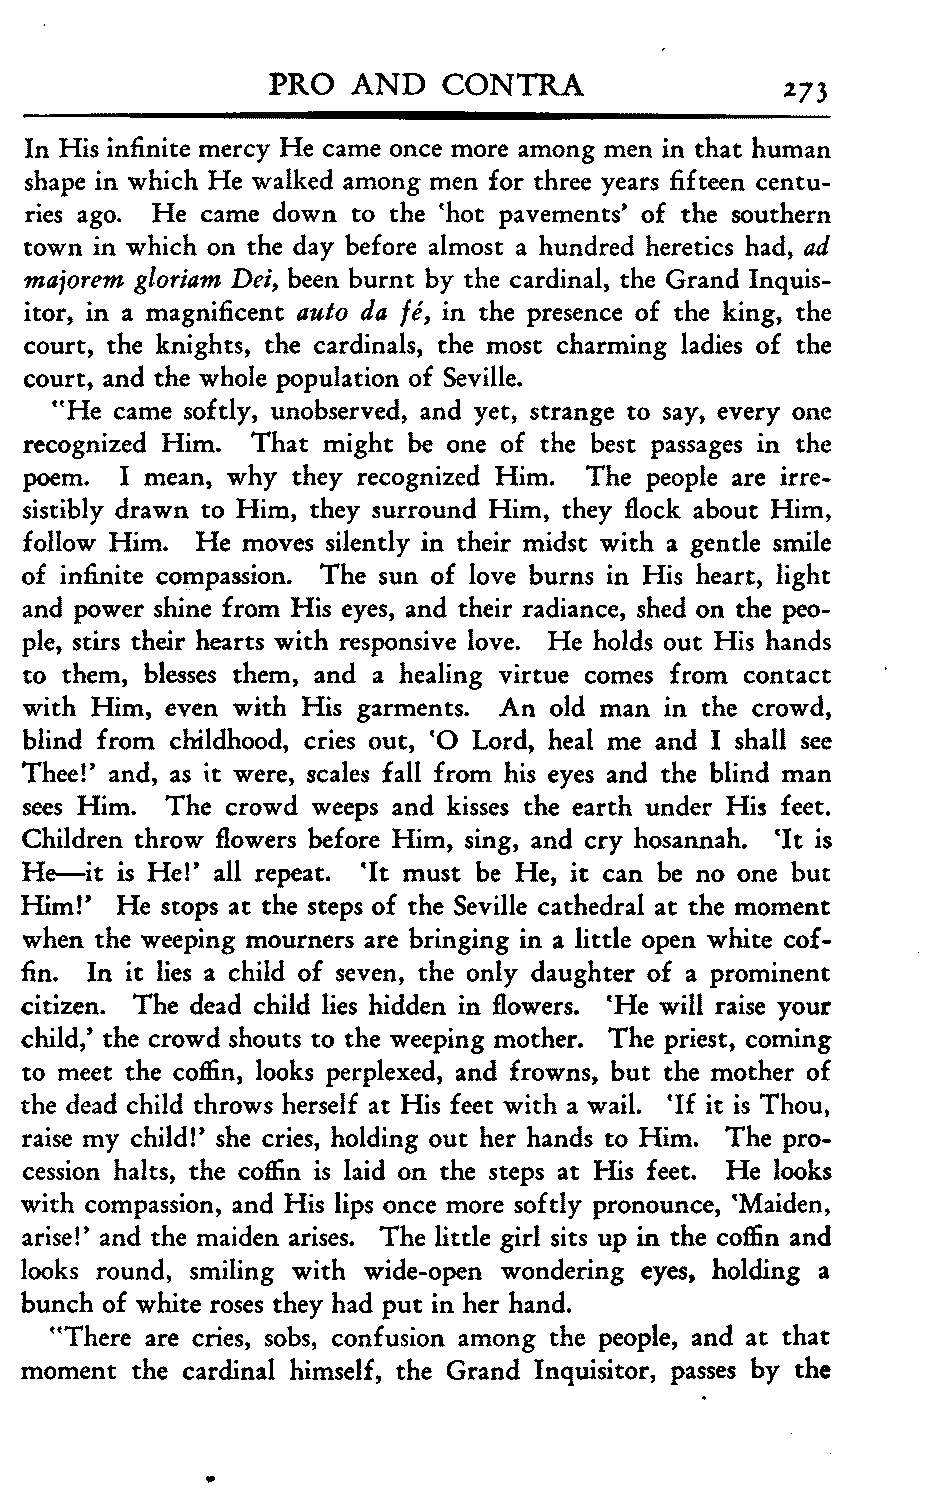 PRO AND CONTRA 273
In His infinite mercy He came once more among men in that human
shape in which He walked among men for three years fifteen centu-
ries ago. He came down to the 'hot pavements' of the southern
town in which on the day before almost a hundred heretics had, ad
majorem gloriam Dei, been burnt by the cardinal, the Grand Inquis-
itor, in a magnificent auto da fé, in the presence of the king, the
court, the knights, the cardinals, the most charming ladies of the
court, and the whole population of Seville.
"He came softly, unobserved, and yet, strange to say, every one
recognized Him. That might be one of the best passages in the
poem. I mean, why they recognized Him. The people are irre-
sistibly drawn to Him, they surround Him, they flock about Him,
follow Him. He moves silently in their midst with a gentle smile
of infinite compassion. The sun of love burns in His heart, light
and power shine from His eyes, and their radiance, shed on the peo-
ple, stirs their hearts with responsive love. He holds out His hands
to them, blesses them, and a healing virtue comes from contact
with Him, even with His garments. An old man in the crowd,
blind from childhood, cries out, 'O Lord, heal me and I shall see
Thee!' and, as it were, scales fall from his eyes and the blind man
sees Him. The crowd weeps and kisses the earth under His feet.
Children throw flowers before Him, sing, and cry hosannah. 'It is
He—it is He!' all repeat. 'It must be He, it can be no one but
Him!' He stops at the steps of the Seville cathedral at the moment
when the weeping mourners are bringing in a little open white cof-
fin. In it lies a child of seven, the only daughter of a prominent
citizen. The dead child lies hidden in flowers. 'He will raise your
child,' the crowd shouts to the weeping mother. The priest, coming
to meet the coffin, looks perplexed, and frowns, but the mother of
the dead child throws herself at His feet with a wail. 'If it is Thou,
raise my child!' she cries, holding out her hands to Him. The pro-
cession halts, the coffin is laid on the steps at His feet. He looks
with compassion, and His lips once more softly pronounce, 'Maiden,
arise!' and the maiden arises. The little girl sits up in the coffin and
looks round, smiling with wide-open wondering eyes, holding a
bunch of white roses they had put in her hand.
"There are cries, sobs, confusion among the people, and at that
moment the cardinal himself, the Grand Inquisitor, passes by the